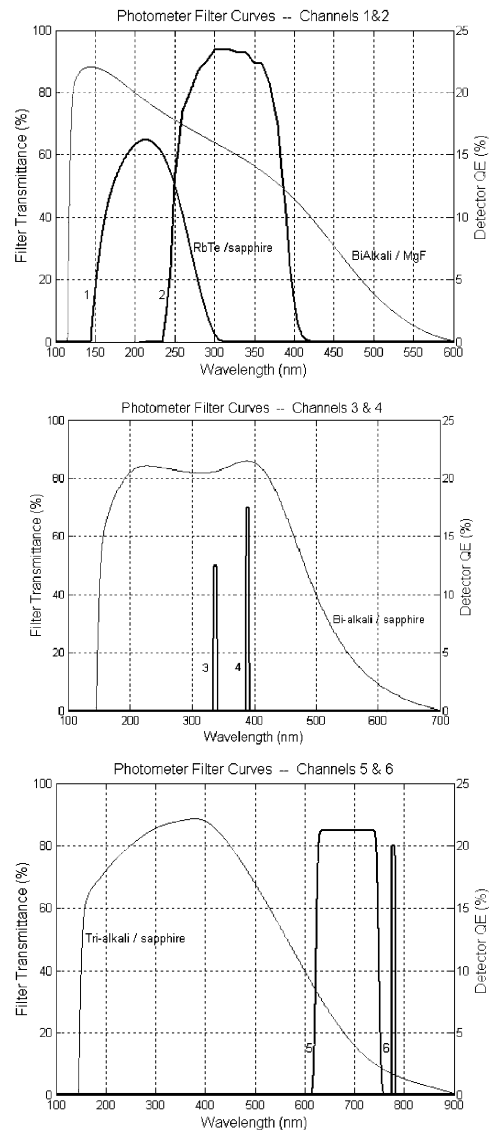 Photometer Filter Curves -- Channels 1&2
100
80
60
40
20
0
25
20
15
10
5
0
Filter Transmittance (%)
Detector QE (%)
RbTe /sapphire
BiAlkali / MgF
1
2
100 150 200 250 300 350 400 450 500 550 600
Wavelength (nm)
Photometer Filter Curves -- Channels 3 & 4
100
80
60
40
20
0
25
20
15
10
5
0
Filter Transmittance (%)
Detector QE (%)
Bi-alkali / sapphire
3
4
100 200 300 400 500 600 700
Wavelength (nm)
Photometer Filter Curves -- Channels 5 & 6
100
80
60
40
20
0
25
20
15
10
5
0
Filter Transmittance (%)
Detector QE (%)
Tri-alkali / sapphire
5
6
100 200 300 400 500 600 700 800 900
Wavelength (nm)